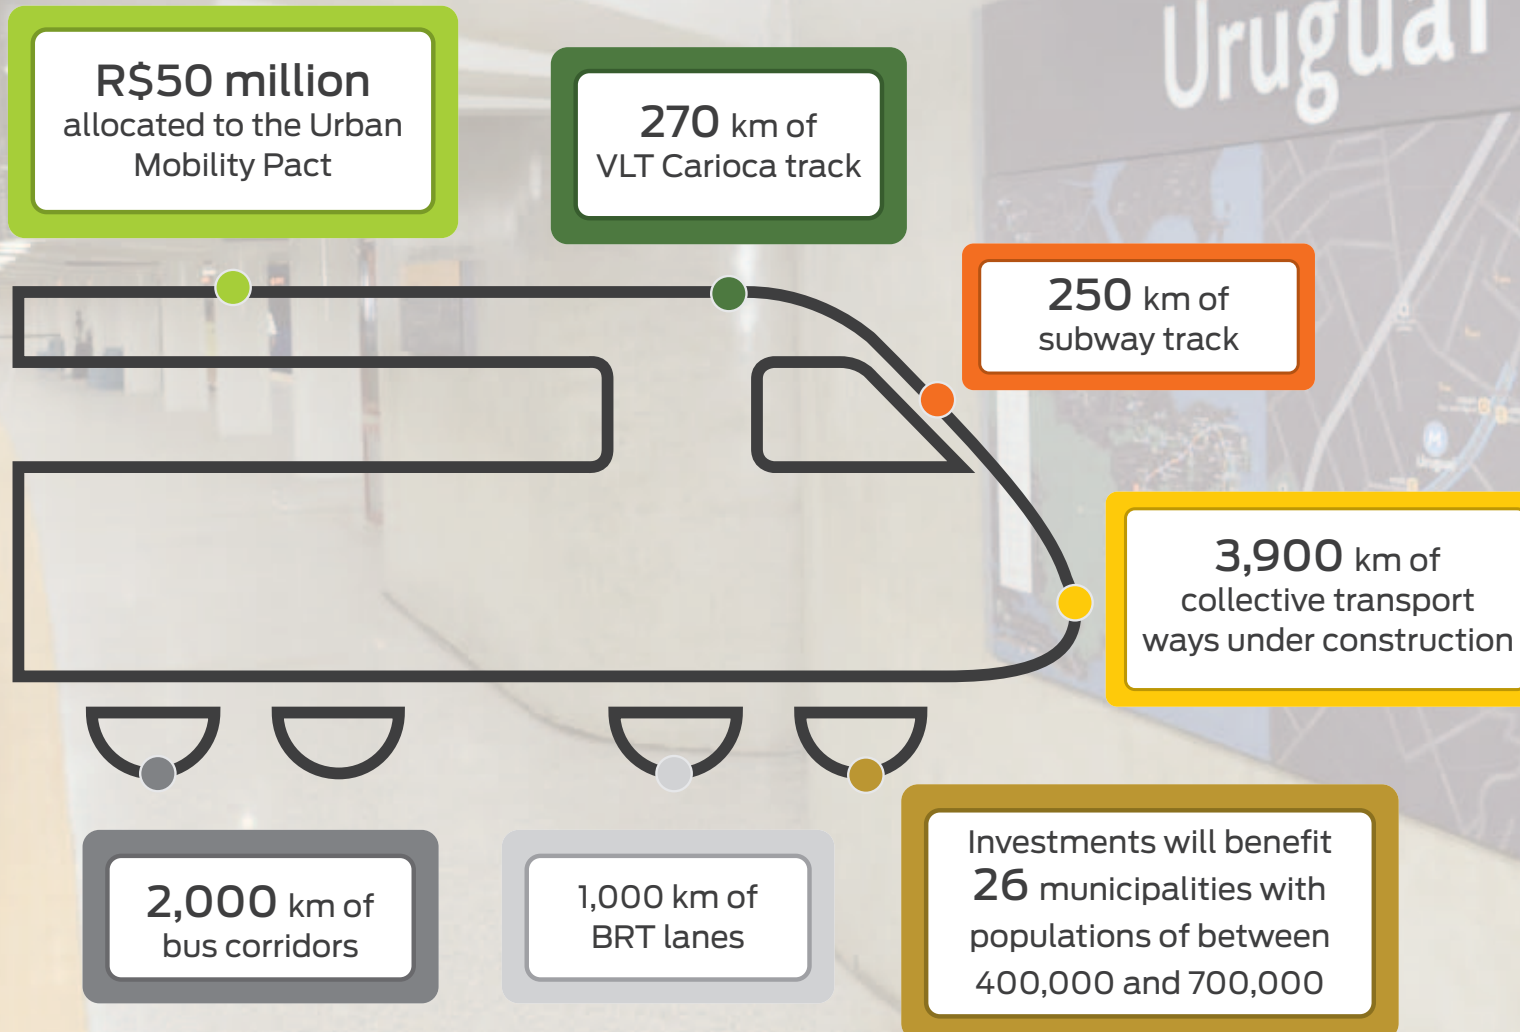 R$50 million
allocated to the Urban
Mobility Pact
270 km of
VLT Carioca track
Uruguai
250 km of
subway track
3,900 km of
collective transport
ways under construction
2,000 km of
bus corridors
1,000 km of
BRT lanes
Investments will benefit
26 municipalities with
populations of between
400,000 and 700,000